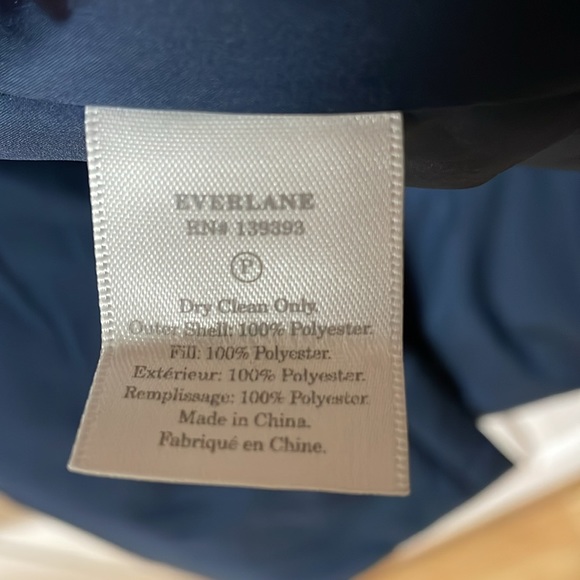 EVERLANE
RN# 139393
P
Dry Clean Only.
Outer Shell: 100% Polyester.
Fill: 100% Polyester.
Extérieur: 100% Polyester.
Remplissage: 100% Polyester.
Made in China.
Fabriqué en Chine.